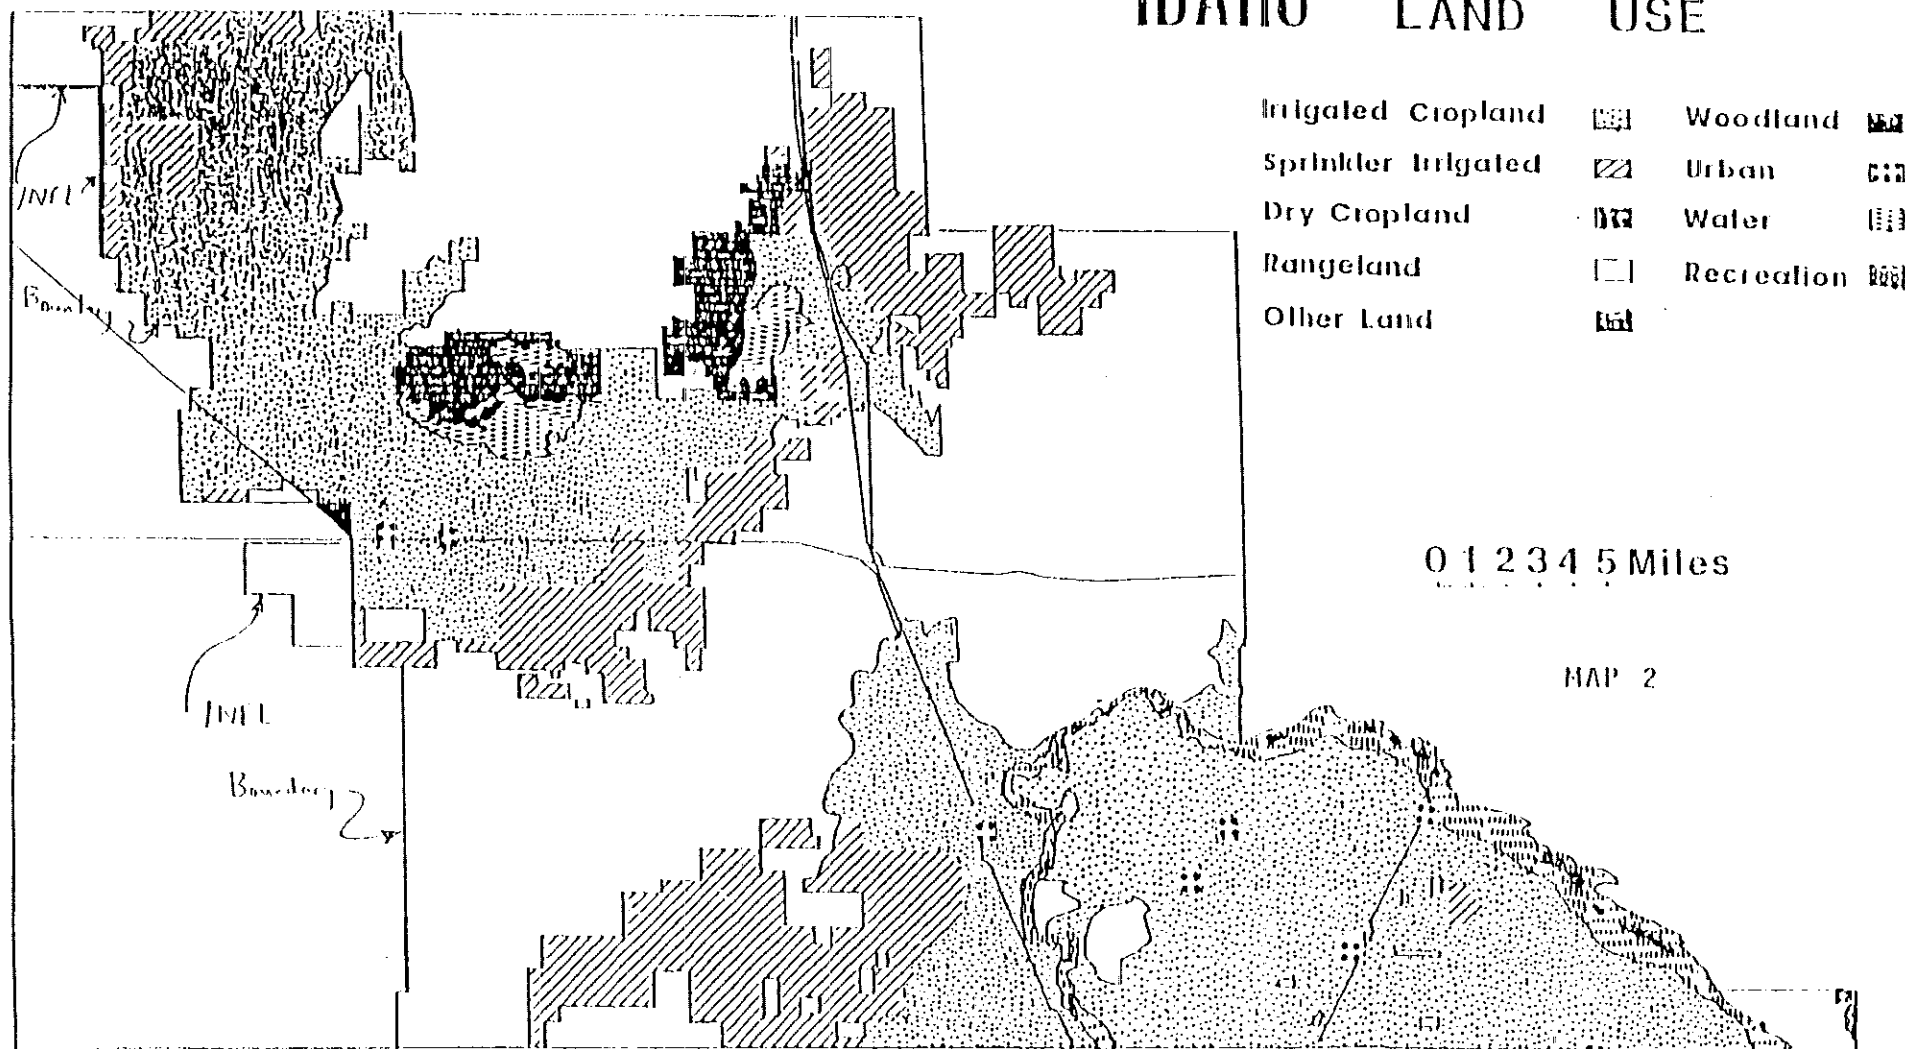 IDAHO LAND USE
Irrigated Cropland Woodland
Sprinkler Irrigated Urban
Dry Cropland Water
Rangeland Recreation
Other Land
INEL
Boundary
0 1 2 3 4 5 Miles
MAP 2
INEL
Boundary